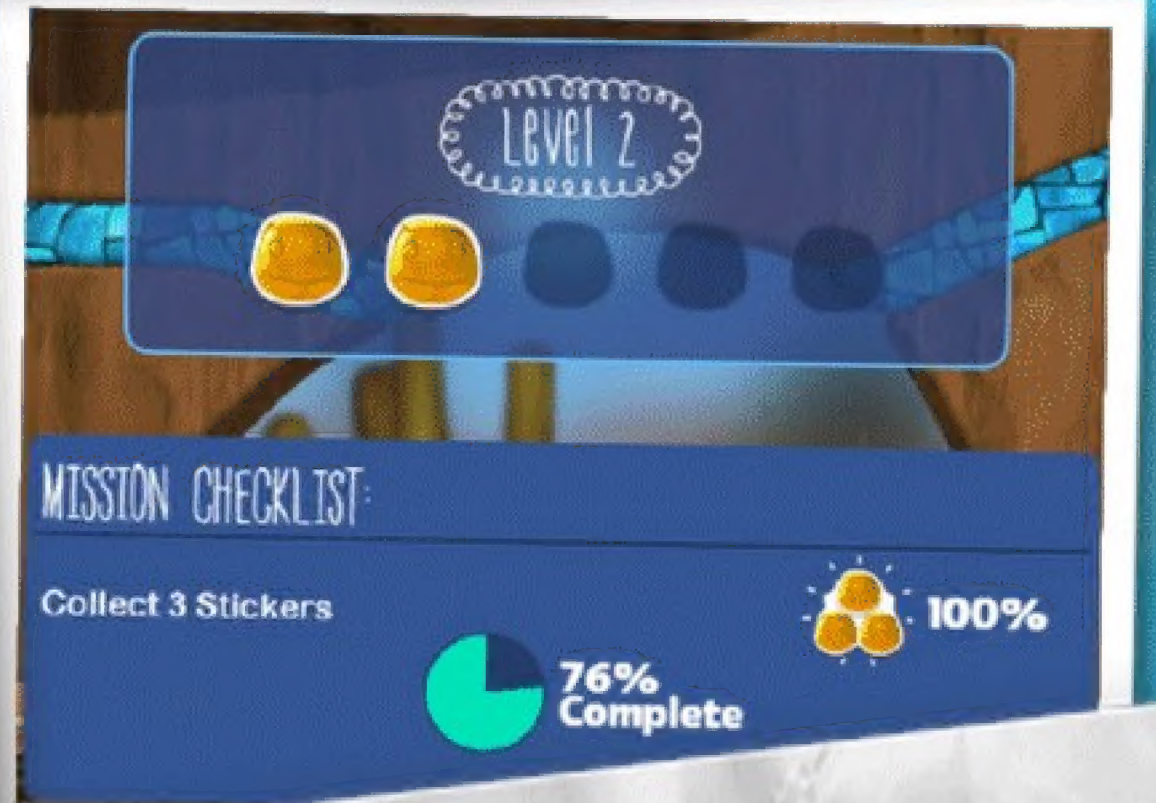 Level 2
MISSION CHECKLIST:
Collect 3 Stickers
100%
76%
Complete